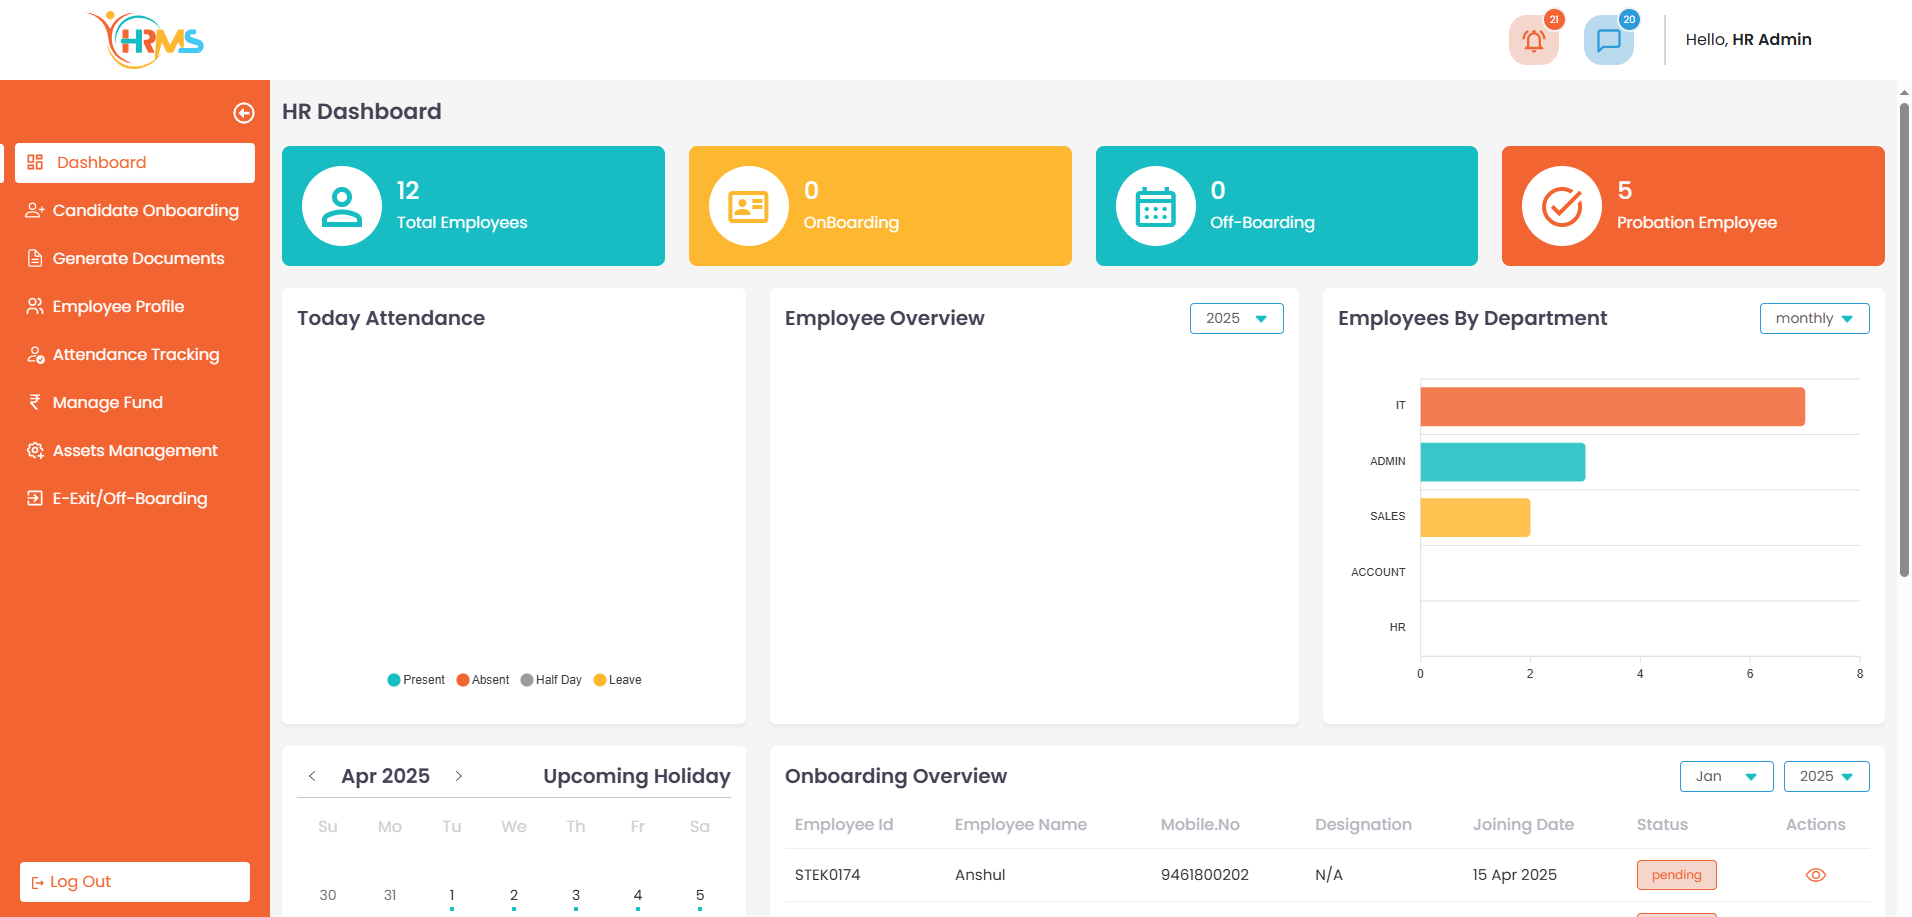 HRMS
21
20
Hello, HR Admin
Dashboard
Candidate Onboarding
Generate Documents
Employee Profile
Attendance Tracking
Manage Fund
Assets Management
E-Exit/Off-Boarding
Log Out
HR Dashboard
12
Total Employees
0
OnBoarding
0
Off-Boarding
5
Probation Employee
Today Attendance
Present Absent Half Day Leave
Employee Overview
2025
Employees By Department
monthly
IT
ADMIN
SALES
ACCOUNT
HR
0 2 4 6 8
Apr 2025
Upcoming Holiday
Su Mo Tu We Th Fr Sa
30 31 1 2 3 4 5
Onboarding Overview
Jan
2025
Employee Id Employee Name Mobile.No Designation Joining Date Status Actions
STEK0174 Anshul 9461800202 N/A 15 Apr 2025 pending